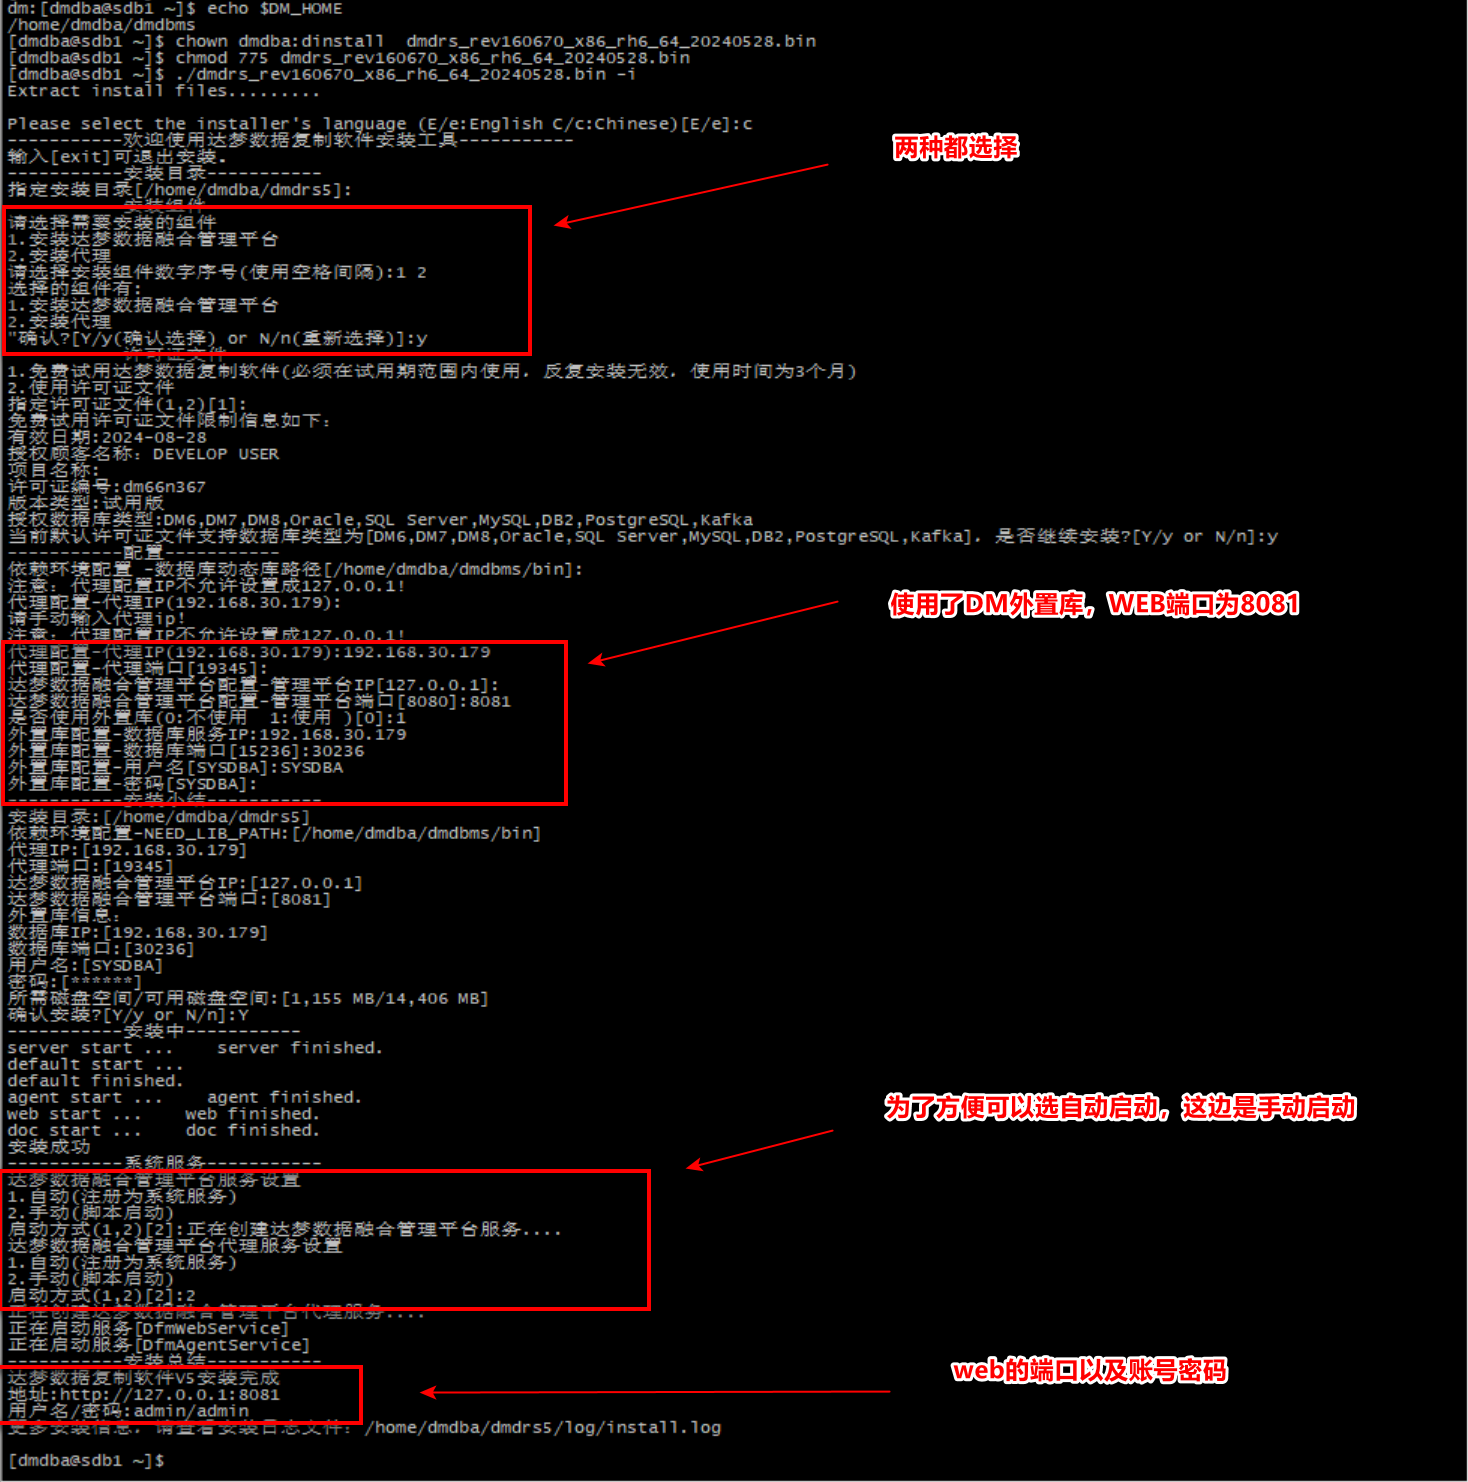 dm:[dmdba@sdb1 ~]$ echo $DM_HOME
/home/dmdba/dmdbms
[dmdba@sdb1 ~]$ chown dmdba:dinstall  dmdrs_rev160670_x86_rh6_64_20240528.bin
[dmdba@sdb1 ~]$ chmod 775 dmdrs_rev160670_x86_rh6_64_20240528.bin
[dmdba@sdb1 ~]$ ./dmdrs_rev160670_x86_rh6_64_20240528.bin -i
Extract install files.........
Please select the installer's language (E/e:English C/c:Chinese)[E/e]:c
-----------欢迎使用达梦数据复制软件安装工具-----------
两种都选择
输入[exit]可退出安装.
-----------安装目录-----------
指定安装目录[/home/dmdba/dmdrs5]:
安装组件
请选择需要安装的组件
1.安装达梦数据融合管理平台
2.安装代理
请选择安装组件数字序号(使用空格间隔):1 2
选择的组件有:
1.安装达梦数据融合管理平台
2.安装代理
"确认?[Y/y(确认选择) or N/n(重新选择)]:y
许可证文件
1.免费试用达梦数据复制软件(必须在试用期范围内使用. 反复安装无效. 使用时间为3个月)
2.使用许可证文件
指定许可证文件(1,2)[1]:
免费试用许可证文件限制信息如下:
有效日期:2024-08-28
授权顾客名称: DEVELOP USER
项目名称:
许可证编号:dm66n367
版本类型:试用版
授权数据库类型:DM6,DM7,DM8,Oracle,SQL Server,MySQL,DB2,PostgreSQL,Kafka
当前默认许可证文件支持数据库类型为[DM6,DM7,DM8,Oracle,SQL Server,MySQL,DB2,PostgreSQL,Kafka]. 是否继续安装?[Y/y or N/n]:y
-----------配置-----------
依赖环境配置 -数据库动态库路径[/home/dmdba/dmdbms/bin]:
注意: 代理配置IP不允许设置成127.0.0.1!
代理配置-代理IP(192.168.30.179):
使用了DM外置库，WEB端口为8081
请手动输入代理ip!
注意: 代理配置IP不允许设置成127.0.0.1!
代理配置-代理IP(192.168.30.179):192.168.30.179
代理配置-代理端口[19345]:
达梦数据融合管理平台配置-管理平台IP[127.0.0.1]:
达梦数据融合管理平台配置-管理平台端口[8080]:8081
是否使用外置库(0:不使用  1:使用 )[0]:1
外置库配置-数据库服务IP:192.168.30.179
外置库配置-数据库端口[15236]:30236
外置库配置-用户名[SYSDBA]:SYSDBA
外置库配置-密码[SYSDBA]:
-----------安装小结-----------
安装目录:[/home/dmdba/dmdrs5]
依赖环境配置-NEED_LIB_PATH:[/home/dmdba/dmdbms/bin]
代理IP:[192.168.30.179]
代理端口:[19345]
达梦数据融合管理平台IP:[127.0.0.1]
达梦数据融合管理平台端口:[8081]
外置库信息:
数据库IP:[192.168.30.179]
数据库端口:[30236]
用户名:[SYSDBA]
密码:[******]
所需磁盘空间/可用磁盘空间:[1,155 MB/14,406 MB]
确认安装?[Y/y or N/n]:Y
-----------安装中-----------
server start ...    server finished.
default start ...
default finished.
agent start ...    agent finished.
为了方便可以选自动启动，这边是手动启动
web start ...    web finished.
doc start ...    doc finished.
安装成功
-----------系统服务-----------
达梦数据融合管理平台服务设置
1.自动(注册为系统服务)
2.手动(脚本启动)
启动方式(1,2)[2]:正在创建达梦数据融合管理平台服务....
达梦数据融合管理平台代理服务设置
1.自动(注册为系统服务)
2.手动(脚本启动)
启动方式(1,2)[2]:2
正在创建达梦数据融合管理平台代理服务....
正在启动服务[DfmWebService]
正在启动服务[DfmAgentService]
-----------安装总结-----------
web的端口以及账号密码
达梦数据复制软件V5安装完成
地址:http://127.0.0.1:8081
用户名/密码:admin/admin
更多安装信息, 请查看安装日志文件: /home/dmdba/dmdrs5/log/install.log
[dmdba@sdb1 ~]$